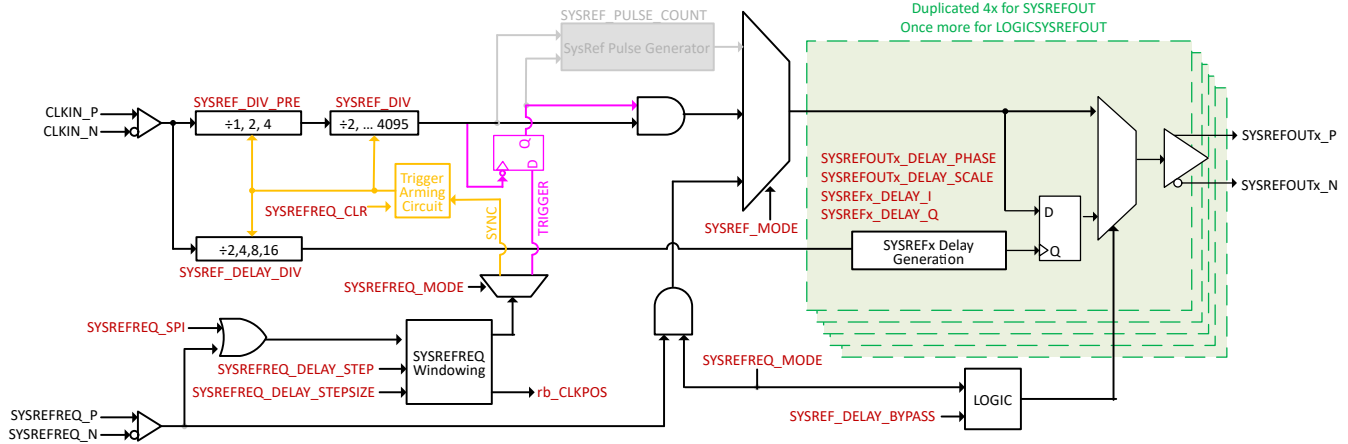 Duplicated 4x for SYSREFOUT
Once more for LOGICSYSREFOUT
SYSREF_PULSE_COUNT
SysRef Pulse Generator
CLKIN_P
CLKIN_N
SYSREF_DIV_PRE
÷1, 2, 4
SYSREF_DIV
÷2, ... 4095
Q
D
Trigger
Arming
Circuit
SYSREFREQ_CLR
SYNC
TRIGGER
÷2,4,8,16
SYSREF_DELAY_DIV
SYSREF_MODE
SYSREFOUTx_DELAY_PHASE
SYSREFOUTx_DELAY_SCALE
SYSREFx_DELAY_I
SYSREFx_DELAY_Q
SYSREFx Delay
Generation
D
Q
SYSREFOUTx_P
SYSREFOUTx_N
SYSREFREQ_MODE
SYSREFREQ_SPI
SYSREFREQ
Windowing
SYSREFREQ_DELAY_STEP
SYSREFREQ_DELAY_STEPSIZE
rb_CLKPOS
SYSREFREQ_MODE
SYSREF_DELAY_BYPASS
LOGIC
SYSREFREQ_P
SYSREFREQ_N